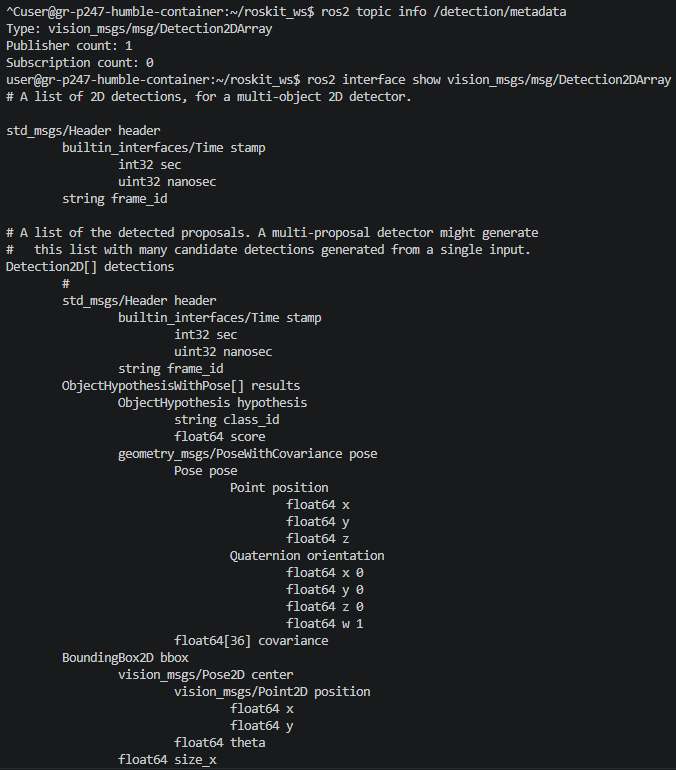 ^Cuser@gr-p247-humble-container:~/roskit_ws$ ros2 topic info /detection/metadata
Type: vision_msgs/msg/Detection2DArray
Publisher count: 1
Subscription count: 0
user@gr-p247-humble-container:~/roskit_ws$ ros2 interface show vision_msgs/msg/Detection2DArray
# A list of 2D detections, for a multi-object 2D detector.

std_msgs/Header header
        builtin_interfaces/Time stamp
                int32 sec
                uint32 nanosec
        string frame_id

# A list of the detected proposals. A multi-proposal detector might generate
#   this list with many candidate detections generated from a single input.
Detection2D[] detections
        #
        std_msgs/Header header
                builtin_interfaces/Time stamp
                        int32 sec
                        uint32 nanosec
                string frame_id
        ObjectHypothesisWithPose[] results
                ObjectHypothesis hypothesis
                        string class_id
                        float64 score
                geometry_msgs/PoseWithCovariance pose
                        Pose pose
                                Point position
                                        float64 x
                                        float64 y
                                        float64 z
                                Quaternion orientation
                                        float64 x 0
                                        float64 y 0
                                        float64 z 0
                                        float64 w 1
                        float64[36] covariance
        BoundingBox2D bbox
                vision_msgs/Pose2D center
                        vision_msgs/Point2D position
                                float64 x
                                float64 y
                        float64 theta
                float64 size_x